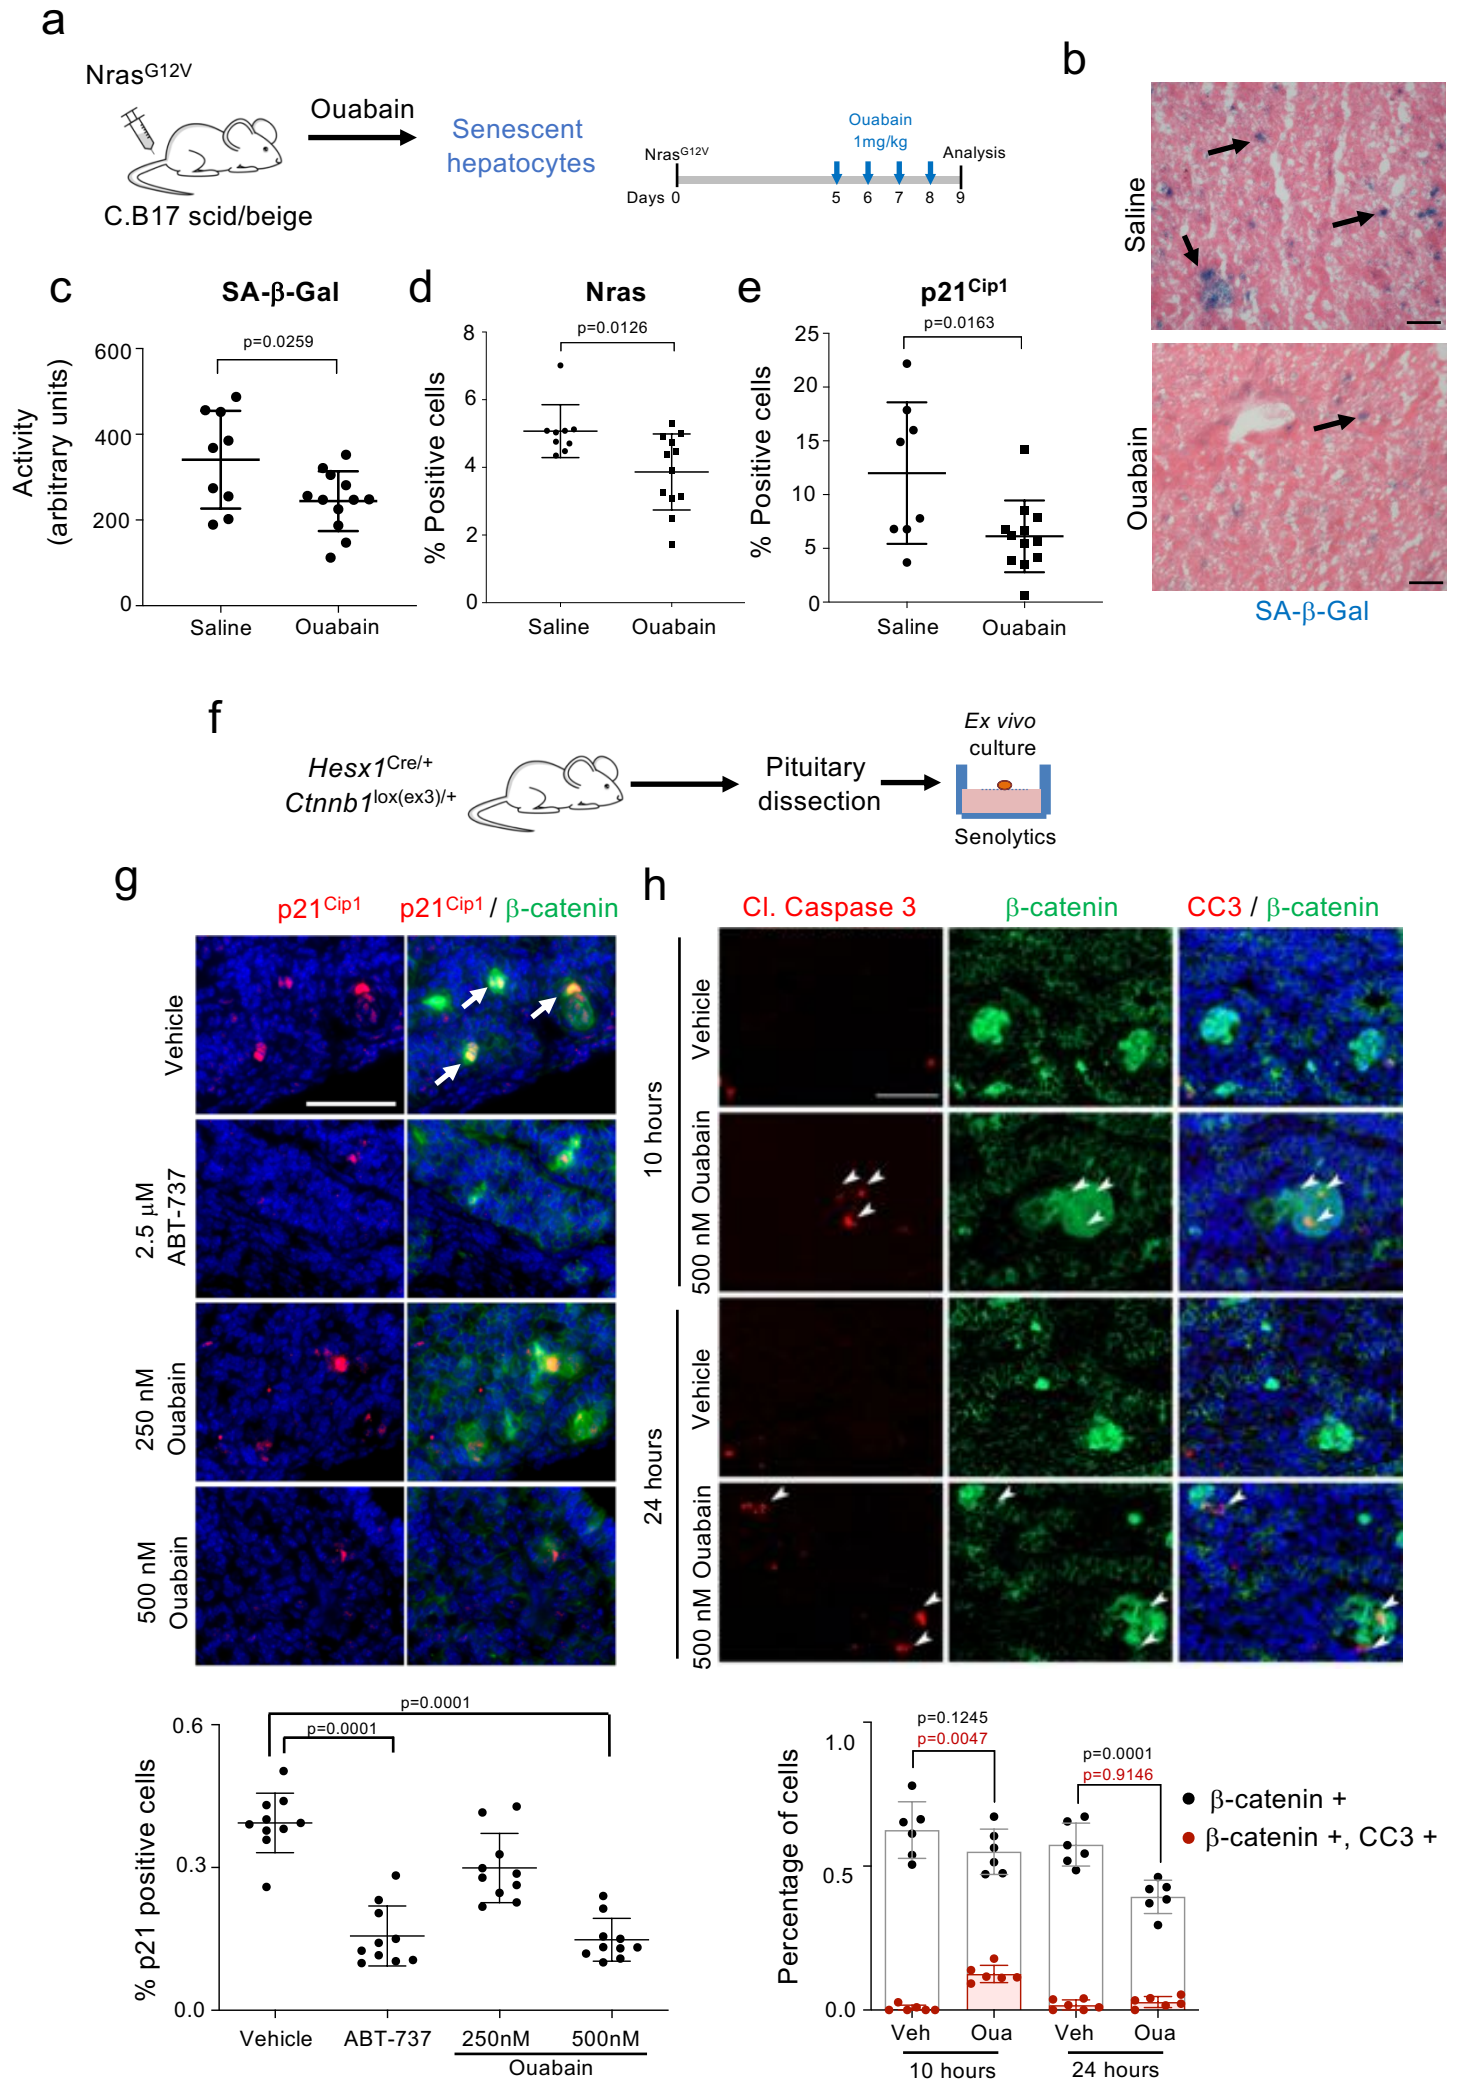 a
Nras^G12V
Ouabain
Senescent
hepatocytes
C.B17 scid/beige
Ouabain
1mg/kg
Nras^G12V
Analysis
Days 0 5 6 7 8 9
b
Saline
Ouabain
SA-β-Gal
c
SA-β-Gal
p=0.0259
Activity
(arbitrary units)
600
400
200
0
Saline Ouabain
d
Nras
p=0.0126
% Positive cells
8
6
4
2
0
Saline Ouabain
e
p21^Cip1
p=0.0163
% Positive cells
25
20
15
10
5
0
Saline Ouabain
f
Hesx1^Cre/+
Ctnnb1^lox(ex3)/+
Pituitary
dissection
Ex vivo
culture
Senolytics
g
p21^Cip1 p21^Cip1 / β-catenin
Vehicle
2.5 μM
ABT-737
250 nM
Ouabain
500 nM
Ouabain
p=0.0001
p=0.0001
% p21 positive cells
0.6
0.3
0.0
Vehicle ABT-737 250nM 500nM
Ouabain
h
Cl. Caspase 3 β-catenin CC3 / β-catenin
10 hours
Vehicle
500 nM Ouabain
24 hours
Vehicle
500 nM Ouabain
p=0.1245
p=0.0047
p=0.0001
p=0.9146
Percentage of cells
1.0
0.5
0.0
β-catenin +
β-catenin +, CC3 +
Veh Oua Veh Oua
10 hours 24 hours